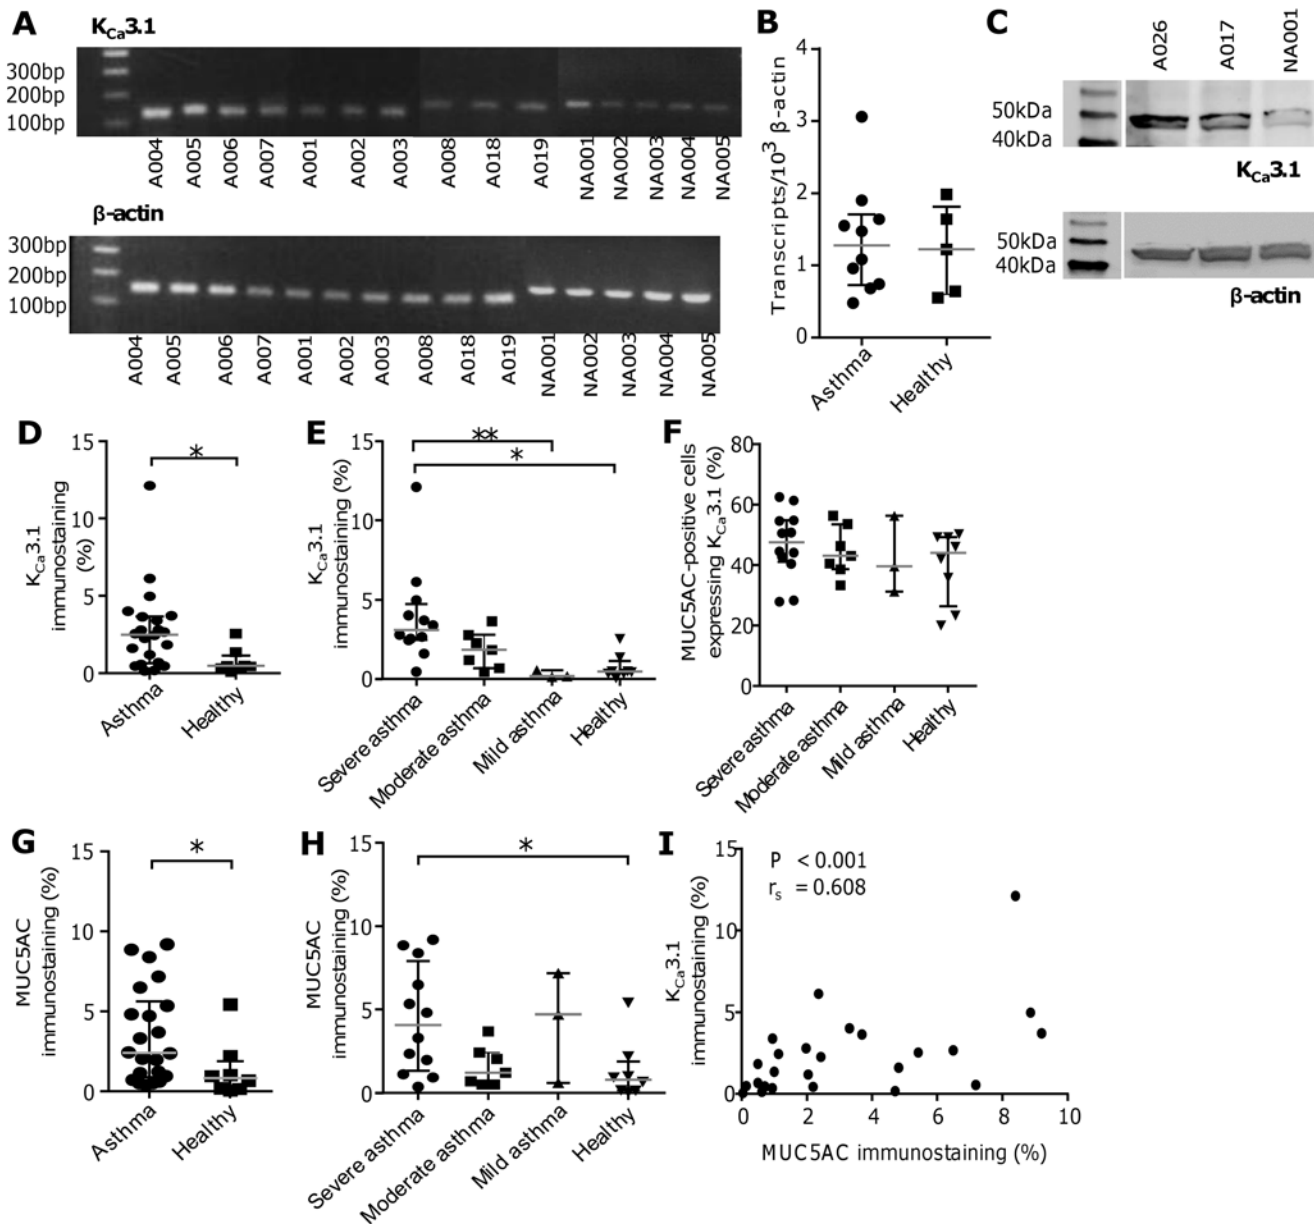 A
K_Ca3.1
300bp
200bp
100bp
A004
A005
A006
A007
A001
A002
A003
A008
A018
A019
NA001
NA002
NA003
NA004
NA005
β-actin
300bp
200bp
100bp
A004
A005
A006
A007
A001
A002
A003
A008
A018
A019
NA001
NA002
NA003
NA004
NA005
B
Transcripts/10³ β-actin
4
3
2
1
0
Asthma
Healthy
C
A026
A017
NA001
50kDa
40kDa
K_Ca3.1
50kDa
40kDa
β-actin
D
K_Ca3.1
immunostaining
(%)
15
10
5
0
*
Asthma
Healthy
E
K_Ca3.1
immunostaining (%)
15
10
5
0
**
*
Severe asthma
Moderate asthma
Mild asthma
Healthy
F
MUC5AC-positive cells
expressing K_Ca3.1 (%)
80
60
40
20
0
Severe asthma
Moderate asthma
Mild asthma
Healthy
G
MUC5AC
immunostaining (%)
15
10
5
0
*
Asthma
Healthy
H
MUC5AC
immunostaining (%)
15
10
5
0
*
Severe asthma
Moderate asthma
Mild asthma
Healthy
I
K_Ca3.1
immunostaining (%)
15
10
5
0
P < 0.001
r_s = 0.608
0 2 4 6 8 10
MUC5AC immunostaining (%)